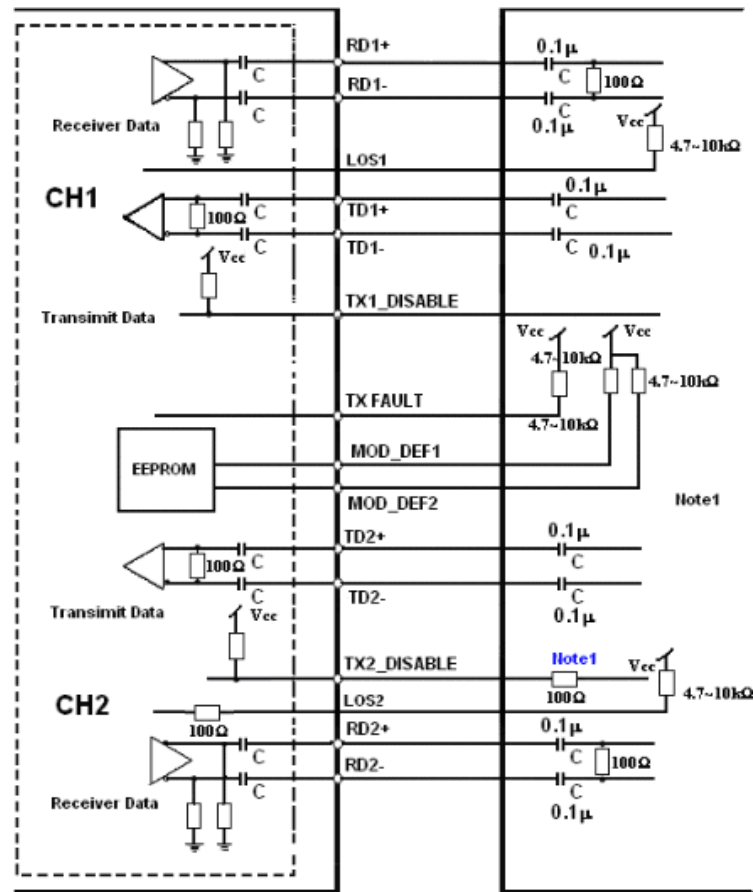 RD1+
0.1μ
C
C
100Ω
RD1-
C
C
Receiver Data
0.1μ
Vcc
4.7~10kΩ
LOS1
CH1
0.1μ
TD1+
C
C
100Ω
C
TD1-
C
0.1μ
Vcc
Transimit Data
TX1_DISABLE
Vcc
Vcc
4.7~10kΩ
4.7~10kΩ
TX FAULT
4.7~10kΩ
MOD_DEF1
EEPROM
MOD_DEF2
Note1
TD2+
0.1μ
C
C
100Ω
C
TD2-
C
Transimit Data
Vcc
0.1μ
TX2_DISABLE
Note1
Vcc
100Ω
4.7~10kΩ
CH2
LOS2
100Ω
RD2+
0.1μ
C
C
100Ω
RD2-
C
C
Receiver Data
0.1μ